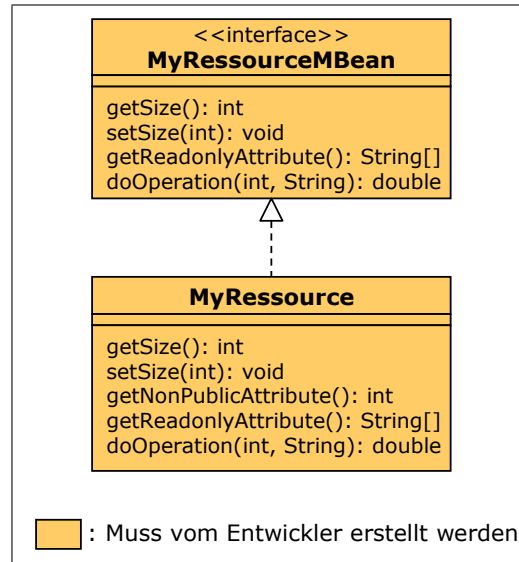 <<interface>>
MyRessourceMBean
getSize(): int
setSize(int): void
getReadonlyAttribute(): String[]
doOperation(int, String): double
MyRessource
getSize(): int
setSize(int): void
getNonPublicAttribute(): int
getReadonlyAttribute(): String[]
doOperation(int, String): double
: Muss vom Entwickler erstellt werden